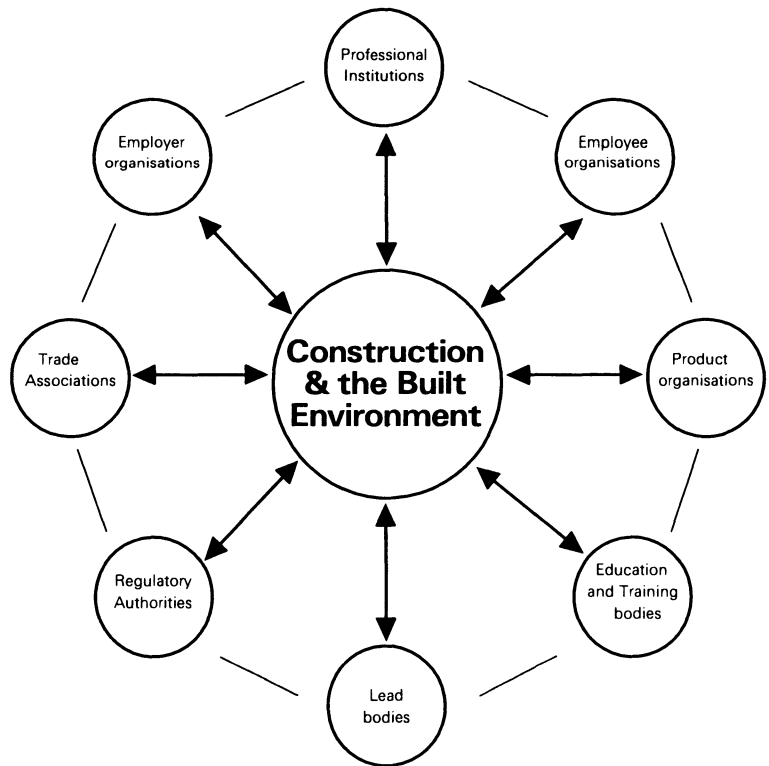 Professional
Institutions
Employer
organisations
Employee
organisations
Trade
Associations
Construction
& the Built
Environment
Product
organisations
Regulatory
Authorities
Education
and Training
bodies
Lead
bodies